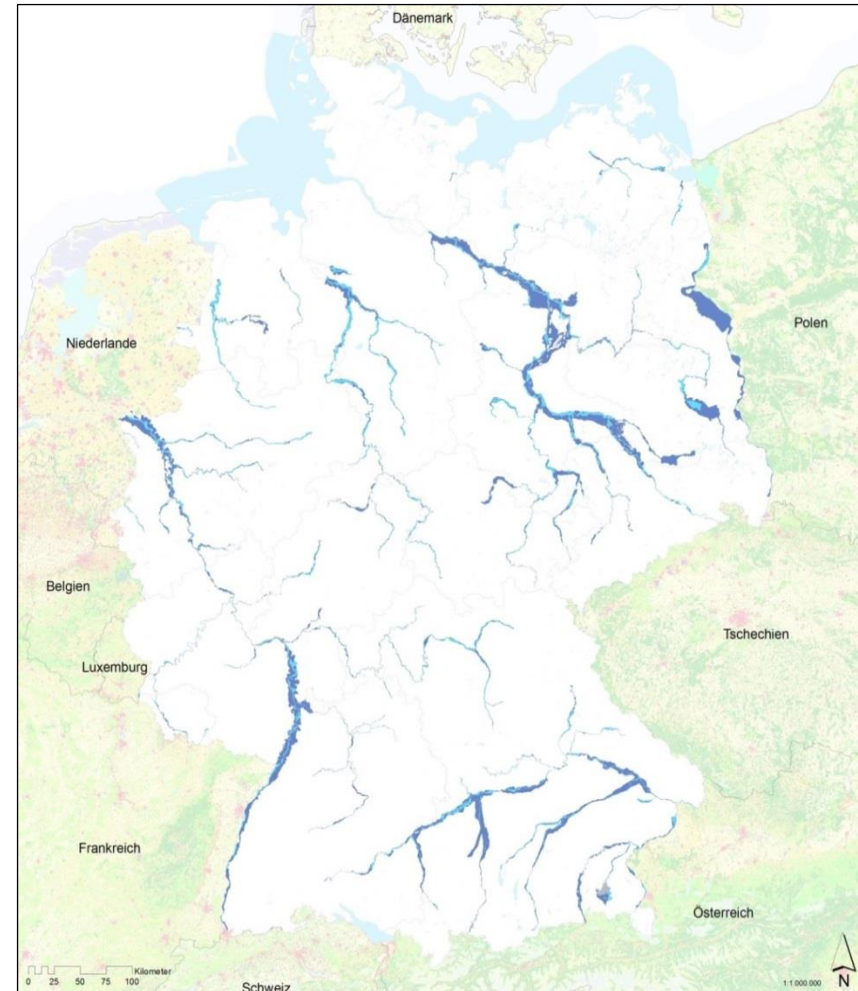 Dänemark
Niederlande
Polen
Belgien
Luxemburg
Tschechien
Frankreich
Österreich
Schweiz
Kilometer
0 25 50 75 100
1:1 000.000
N